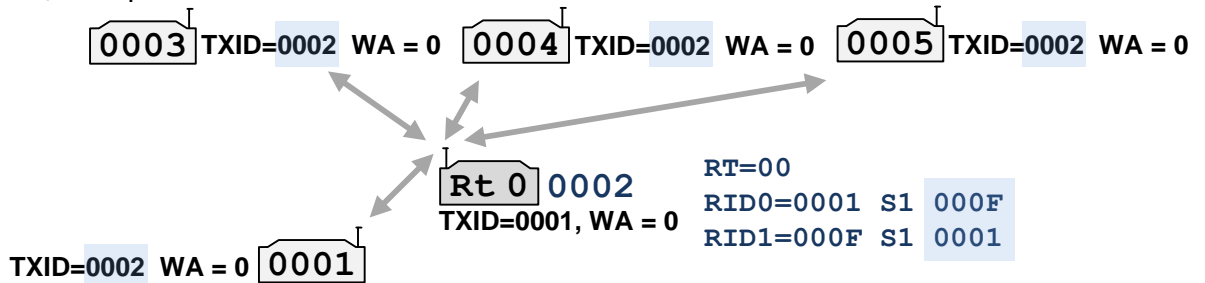 0003 TXID=0002 WA = 0 0004 TXID=0002 WA = 0 0005 TXID=0002 WA = 0
Rt 0 0002
TXID=0001, WA = 0
RT=00
RID0=0001 S1 000F
RID1=000F S1 0001
TXID=0002 WA = 0 0001